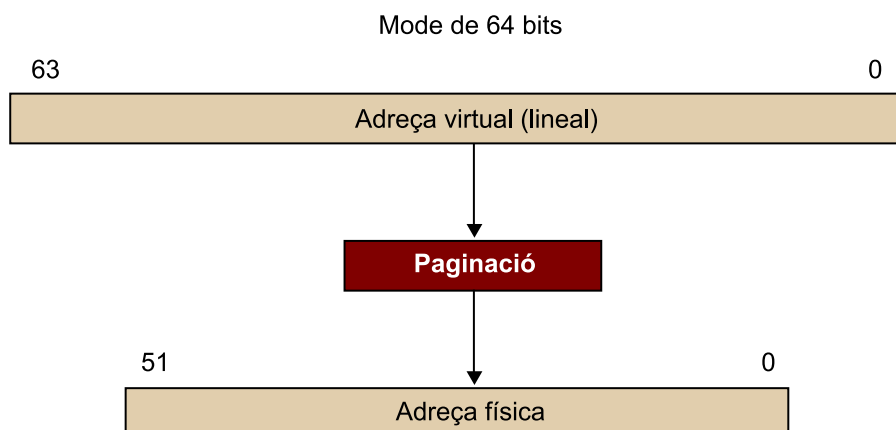 Mode de 64 bits
63 0
Adreça virtual (lineal)
Paginació
51 0
Adreça física